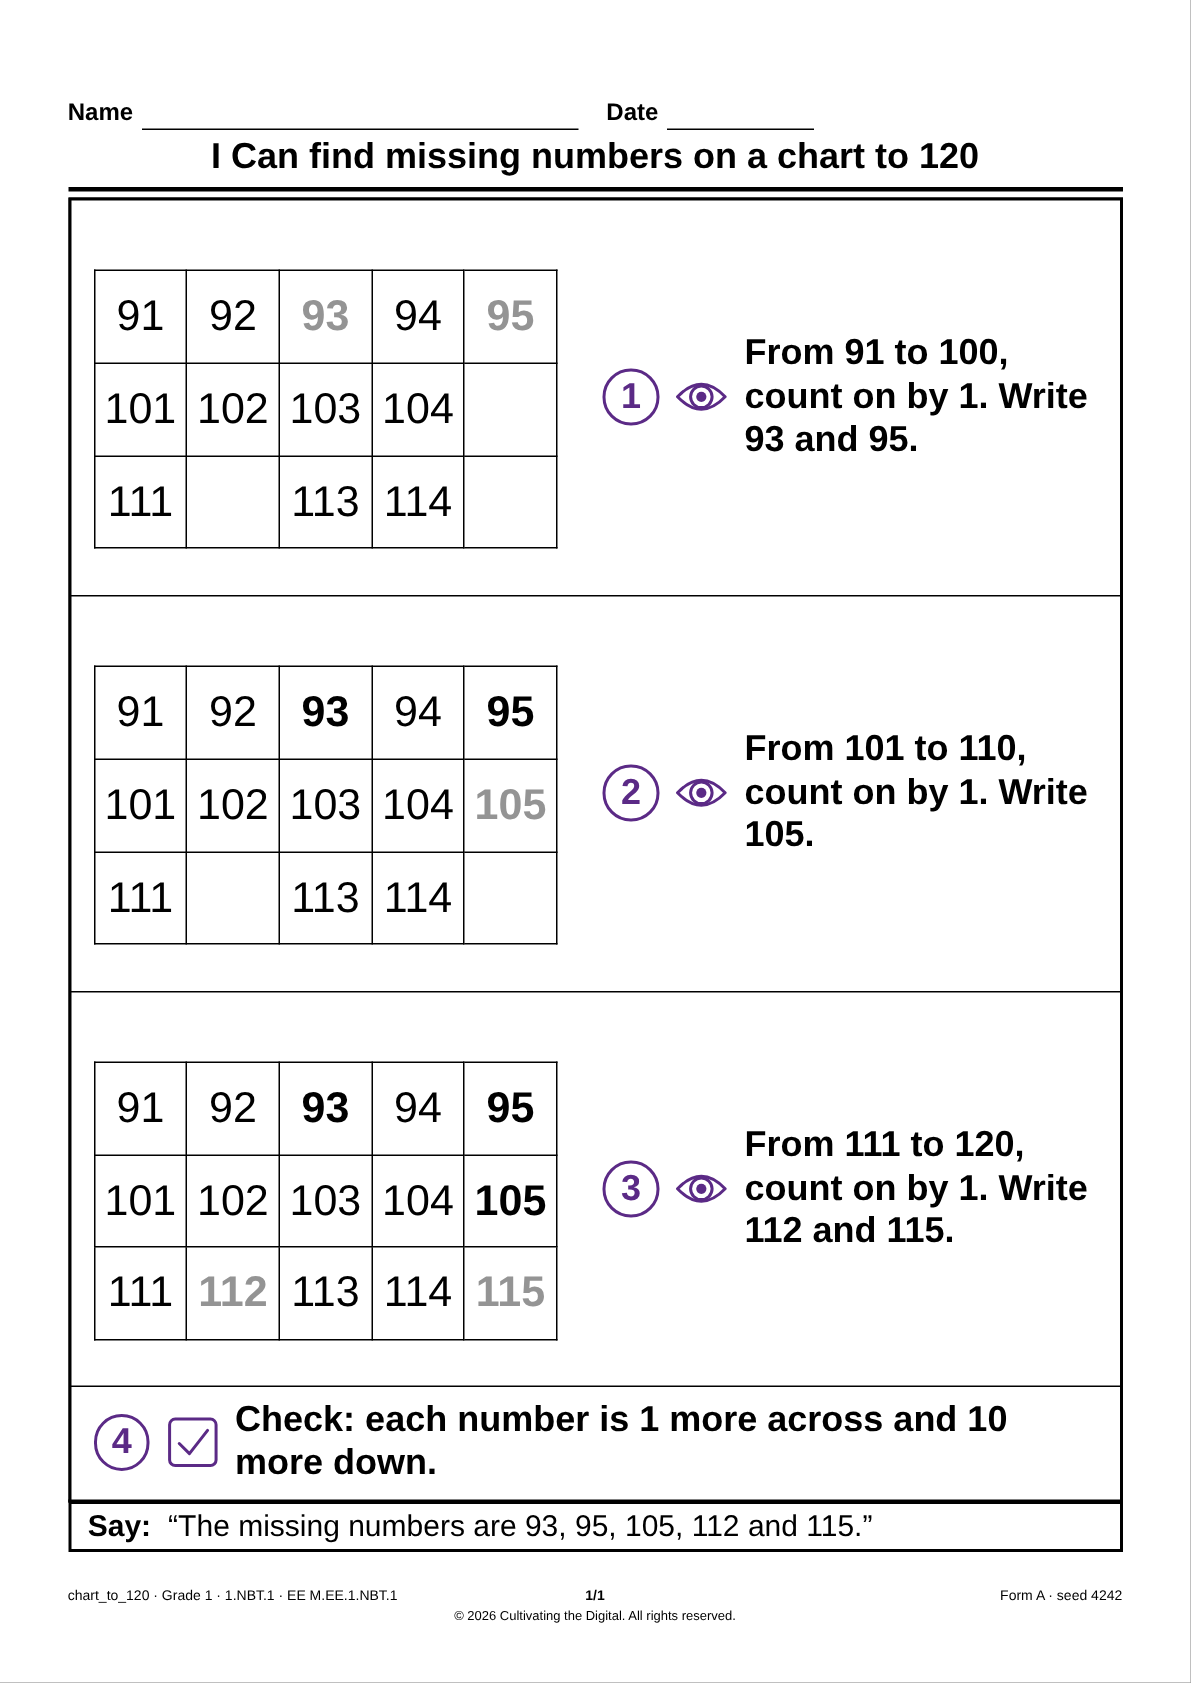 Name Date
I Can find missing numbers on a chart to 120
91 92 93 94 95
101 102 103 104
111 113 114
1 From 91 to 100,
count on by 1. Write
93 and 95.
91 92 93 94 95
101 102 103 104 105
111 113 114
2 From 101 to 110,
count on by 1. Write
105.
91 92 93 94 95
101 102 103 104 105
111 112 113 114 115
3 From 111 to 120,
count on by 1. Write
112 and 115.
4 Check: each number is 1 more across and 10
more down.
Say: “The missing numbers are 93, 95, 105, 112 and 115.”
chart_to_120 · Grade 1 · 1.NBT.1 · EE M.EE.1.NBT.1 1/1 Form A · seed 4242
© 2026 Cultivating the Digital. All rights reserved.